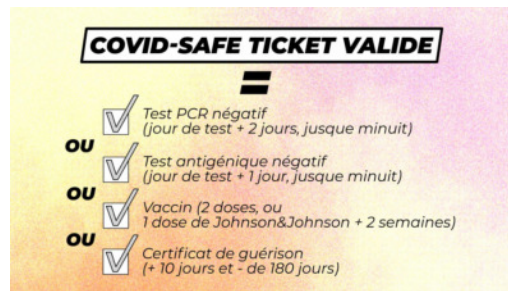 COVID-SAFE TICKET VALIDE
=
Test PCR négatif
(jour de test + 2 jours, jusque minuit)
OU
Test antigénique négatif
(jour de test + 1 jour, jusque minuit)
OU
Vaccin (2 doses, ou
1 dose de Johnson&Johnson + 2 semaines)
OU
Certificat de guérison
(+ 10 jours et - de 180 jours)